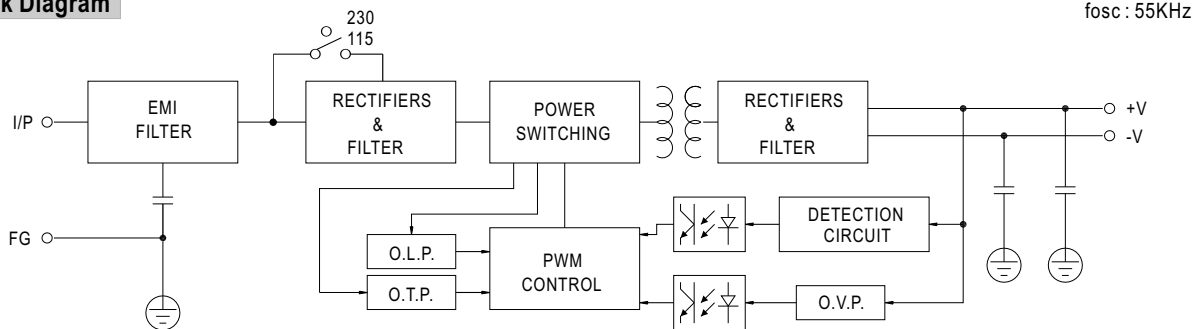 k Diagram
fosc : 55KHz
230
115
I/P
EMI
FILTER
RECTIFIERS
&
FILTER
POWER
SWITCHING
RECTIFIERS
&
FILTER
+V
-V
FG
O.L.P.
O.T.P.
PWM
CONTROL
DETECTION
CIRCUIT
O.V.P.